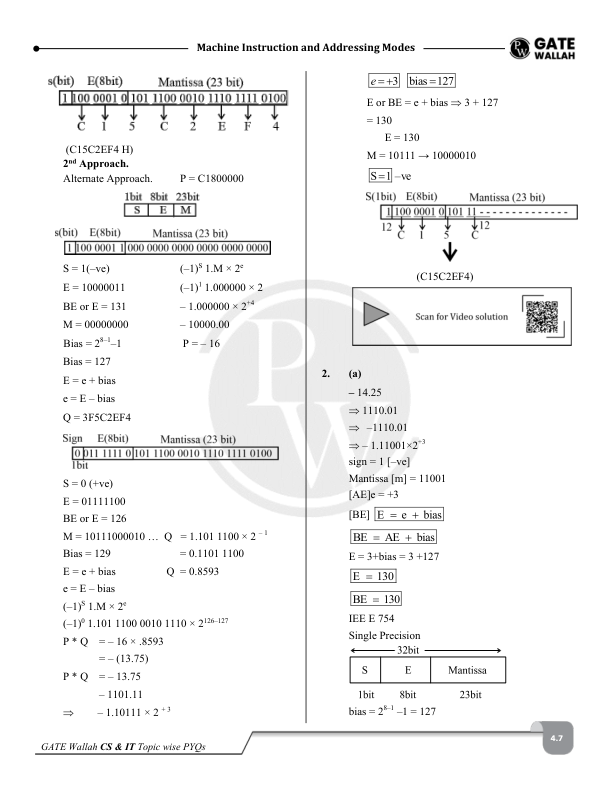 Machine Instruction and Addressing Modes
GATE
WALLAH
s(bit) E(8bit) Mantissa (23 bit)
1 100 0001 0 101 1100 0010 1110 1111 0100
C 1 5 C 2 E F 4
(C15C2EF4 H)
2nd Approach.
Alternate Approach. P = C1800000
1bit 8bit 23bit
S E M
s(bit) E(8bit) Mantissa (23 bit)
1 100 0001 1 000 0000 0000 0000 0000 0000
S = 1(–ve) (–1)^S 1.M × 2^e
E = 10000011 (–1)^1 1.000000 × 2
BE or E = 131 – 1.000000 × 2^+4
M = 00000000 – 10000.00
Bias = 2^8–1–1 P = – 16
Bias = 127
E = e + bias
e = E – bias
Q = 3F5C2EF4
Sign E(8bit) Mantissa (23 bit)
0 011 1111 0 101 1100 0010 1110 1111 0100
1bit
S = 0 (+ve)
E = 01111100
BE or E = 126
M = 10111000010 … Q = 1.101 1100 × 2^– 1
Bias = 129 = 0.1101 1100
E = e + bias Q = 0.8593
e = E – bias
(–1)^S 1.M × 2^e
(–1)^0 1.101 1100 0010 1110 × 2^126–127
P * Q = – 16 × .8593
= – (13.75)
P * Q = – 13.75
– 1101.11
⇒ – 1.10111 × 2^+ 3
e = +3 bias = 127
E or BE = e + bias ⇒ 3 + 127
= 130
E = 130
M = 10111 → 10000010
S = 1 –ve
S(1bit) E(8bit) Mantissa (23 bit)
1 100 0001 0 101 11 - - - - - - - - - - - - - -
12 C 1 5 C 12
(C15C2EF4)
Scan for Video solution
2. (a)
– 14.25
⇒ 1110.01
⇒ –1110.01
⇒ – 1.11001×2^+3
sign = 1 [–ve]
Mantissa [m] = 11001
[AE]e = +3
[BE] E = e + bias
BE = AE + bias
E = 3+bias = 3 +127
E = 130
BE = 130
IEE E 754
Single Precision
32bit
S E Mantissa
1bit 8bit 23bit
bias = 2^8–1 –1 = 127
GATE Wallah CS & IT Topic wise PYQs
4.7